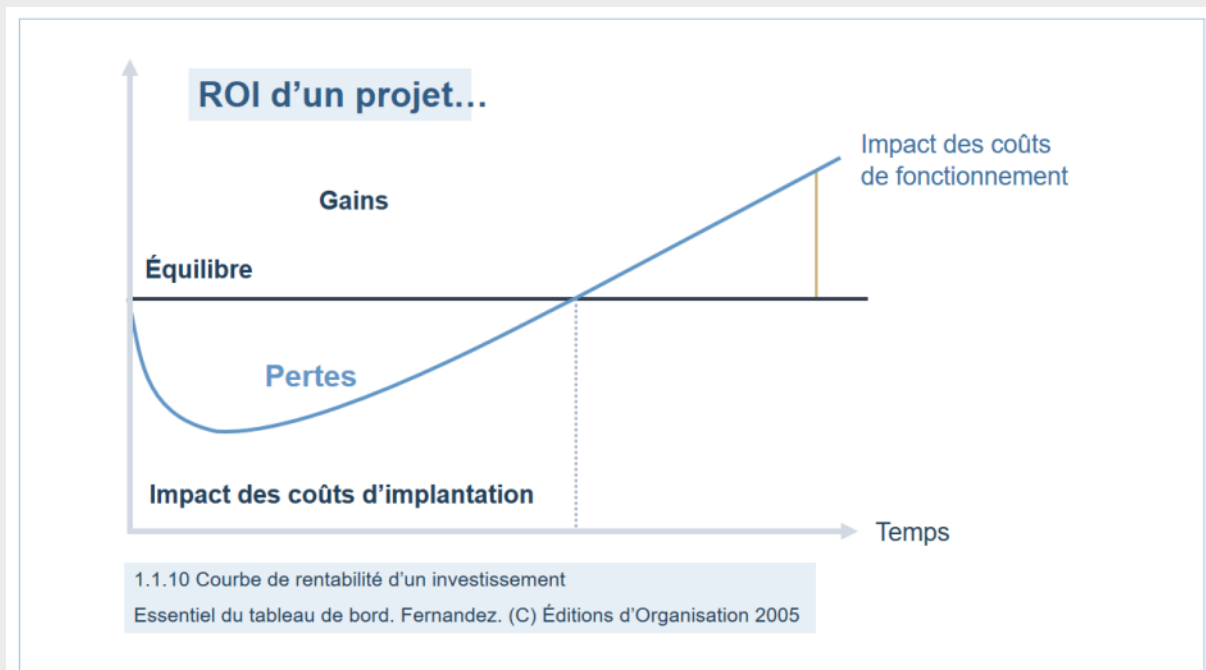 ROI d’un projet…
Impact des coûts
de fonctionnement
Gains
Équilibre
Pertes
Impact des coûts d’implantation
Temps
1.1.10 Courbe de rentabilité d’un investissement
Essentiel du tableau de bord. Fernandez. (C) Éditions d’Organisation 2005